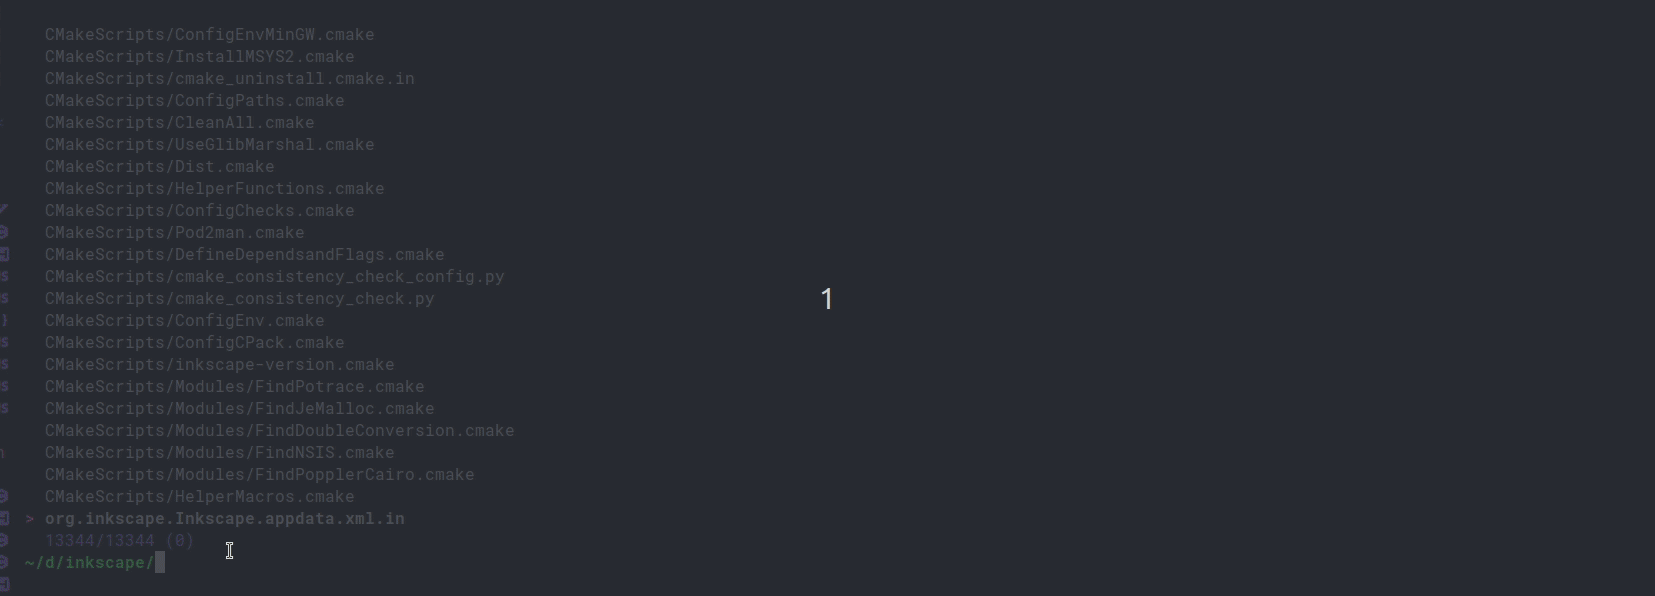 CMakeScripts/ConfigEnvMinGW.cmake
CMakeScripts/InstallMSYS2.cmake
CMakeScripts/cmake_uninstall.cmake.in
CMakeScripts/ConfigPaths.cmake
CMakeScripts/CleanAll.cmake
CMakeScripts/UseGlibMarshal.cmake
CMakeScripts/Dist.cmake
CMakeScripts/HelperFunctions.cmake
CMakeScripts/ConfigChecks.cmake
CMakeScripts/Pod2man.cmake
CMakeScripts/DefineDependsandFlags.cmake
CMakeScripts/cmake_consistency_check_config.py
CMakeScripts/cmake_consistency_check.py
1
CMakeScripts/ConfigEnv.cmake
CMakeScripts/ConfigCPack.cmake
CMakeScripts/inkscape-version.cmake
CMakeScripts/Modules/FindPotrace.cmake
CMakeScripts/Modules/FindJeMalloc.cmake
CMakeScripts/Modules/FindDoubleConversion.cmake
CMakeScripts/Modules/FindNSIS.cmake
CMakeScripts/Modules/FindPopplerCairo.cmake
CMakeScripts/HelperMacros.cmake
> org.inkscape.Inkscape.appdata.xml.in
13344/13344 (0)
~/d/inkscape/